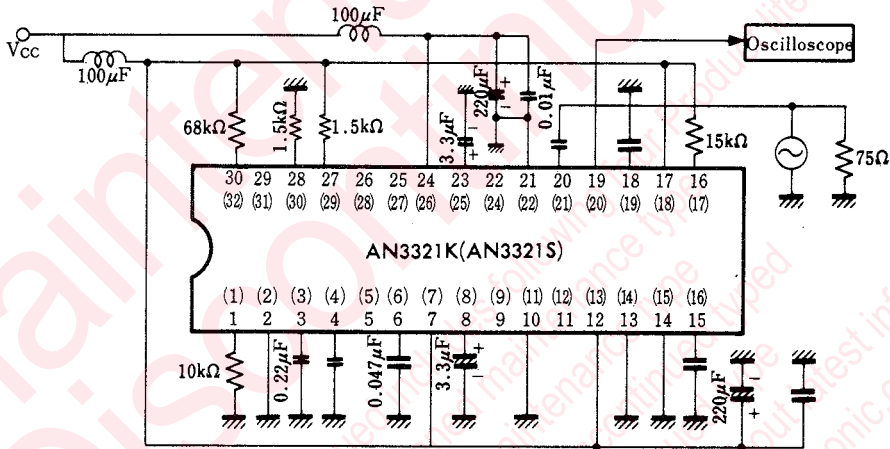 100μF
Vcc
100μF
Oscilloscope
68kΩ
1.5kΩ
1.5kΩ
3.3μF
220μF
0.01μF
15kΩ
75Ω
30 29 28 27 26 25 24 23 22 21 20 19 18 17 16
(32) (31) (30) (29) (28) (27) (26) (25) (24) (22) (21) (20) (19) (18) (17)
AN3321K(AN3321S)
(1) (2) (3) (4) (5) (6) (7) (8) (9) (11) (12) (13) (14) (15) (16)
1 2 3 4 5 6 7 8 9 10 11 12 13 14 15
10kΩ
0.22μF
0.047μF
3.3μF
220μF